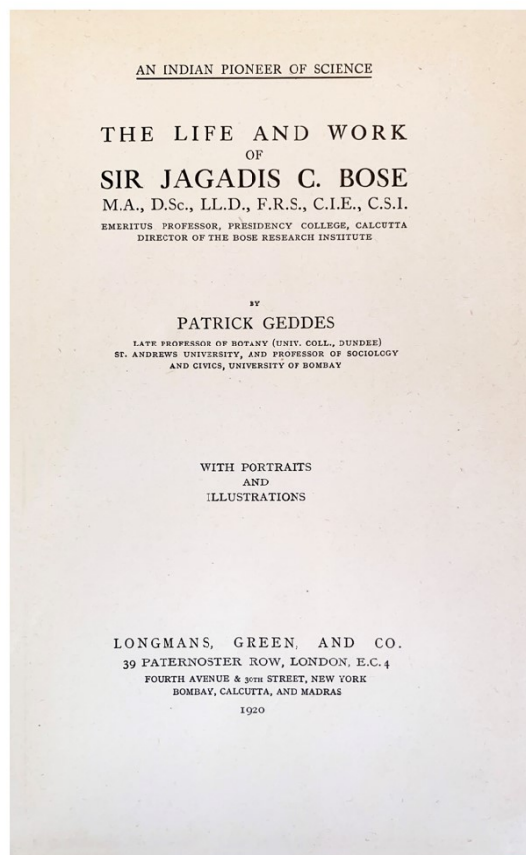 AN INDIAN PIONEER OF SCIENCE
THE LIFE AND WORK
OF
SIR JAGADIS C. BOSE
M.A., D.Sc., LL.D., F.R.S., C.I.E., C.S.I.
EMERITUS PROFESSOR, PRESIDENCY COLLEGE, CALCUTTA
DIRECTOR OF THE BOSE RESEARCH INSTITUTE
BY
PATRICK GEDDES
LATE PROFESSOR OF BOTANY (UNIV. COLL., DUNDEE)
ST. ANDREWS UNIVERSITY, AND PROFESSOR OF SOCIOLOGY
AND CIVICS, UNIVERSITY OF BOMBAY
WITH PORTRAITS
AND
ILLUSTRATIONS
LONGMANS, GREEN, AND CO.
39 PATERNOSTER ROW, LONDON, E.C. 4
FOURTH AVENUE & 30TH STREET, NEW YORK
BOMBAY, CALCUTTA, AND MADRAS
1920